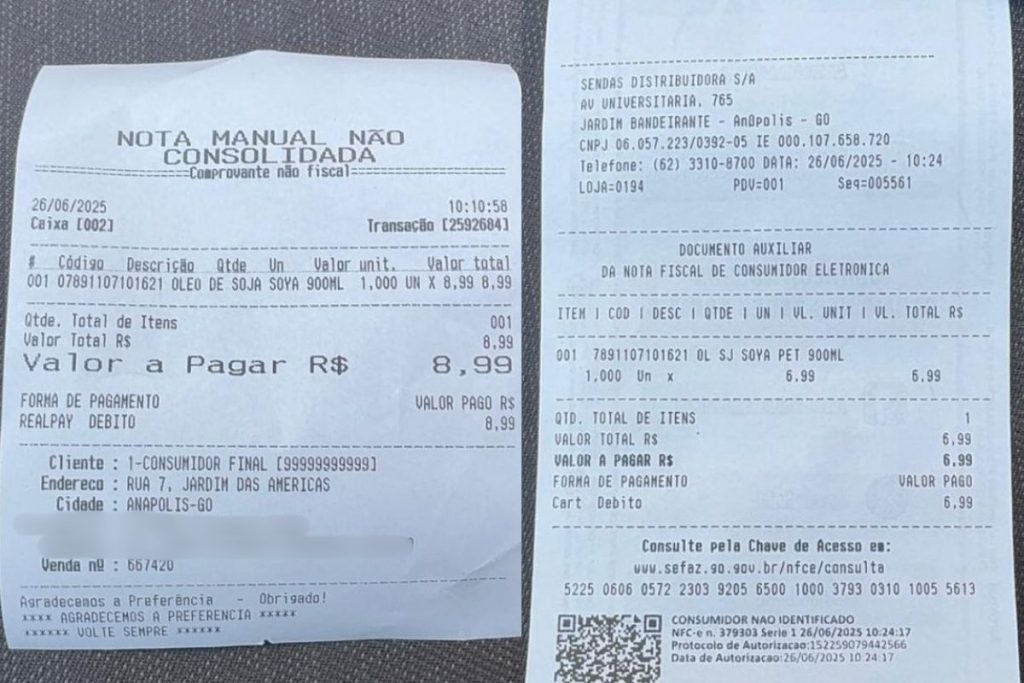 NOTA MANUAL NÃO
CONSOLIDADA
Comprovante não fiscal
26/06/2025 10:10:58
Caixa [002] Transação [2592684]
# Código Descrição Qtde Un Valor unit. Valor total
001 07891107101621 OLEO DE SOJA SOYA 900ML 1,000 UN X 8,99 8,99
Qtde. Total de Itens 001
Valor Total R$ 8,99
Valor a Pagar R$ 8,99
FORMA DE PAGAMENTO VALOR PAGO R$
REALPAY DEBITO 8,99
Cliente : 1-CONSUMIDOR FINAL [99999999999]
Endereco : RUA 7, JARDIM DAS AMERICAS
Cidade : ANAPOLIS-GO
Venda nº : 667420
Agradecemos a Preferência - Obrigado!
**** AGRADECEMOS A PREFERENCIA *****
****** VOLTE SEMPRE ******
SENDAS DISTRIBUIDORA S/A
AV UNIVERSITARIA, 765
JARDIM BANDEIRANTE - Anápolis - GO
CNPJ 06.057.223/0392-05 IE 000.107.658.720
Telefone: (62) 3310-8700 DATA: 26/06/2025 - 10:24
LOJA=0194 PDV=001 Seq=005561
DOCUMENTO AUXILIAR
DA NOTA FISCAL DE CONSUMIDOR ELETRONICA
ITEM | COD | DESC | QTDE | UN | VL. UNIT | VL. TOTAL R$
001 7891107101621 OL SJ SOYA PET 900ML
1,000 Un x 6.99 6.99
QTD. TOTAL DE ITENS 1
VALOR TOTAL R$ 6,99
VALOR A PAGAR R$ 6,99
FORMA DE PAGAMENTO VALOR PAGO
Cart Debito 6,99
Consulte pela Chave de Acesso em:
www.sefaz.go.gov.br/nfce/consulta
5225 0606 0572 2303 9205 6500 1000 3793 0310 1005 5613
CONSUMIDOR NAO IDENTIFICADO
NFC-e n. 379303 Serie 1 26/06/2025 10:24:17
Protocolo de Autorizacao:152259079442566
Data de Autorizacao:26/06/2025 10:24:17